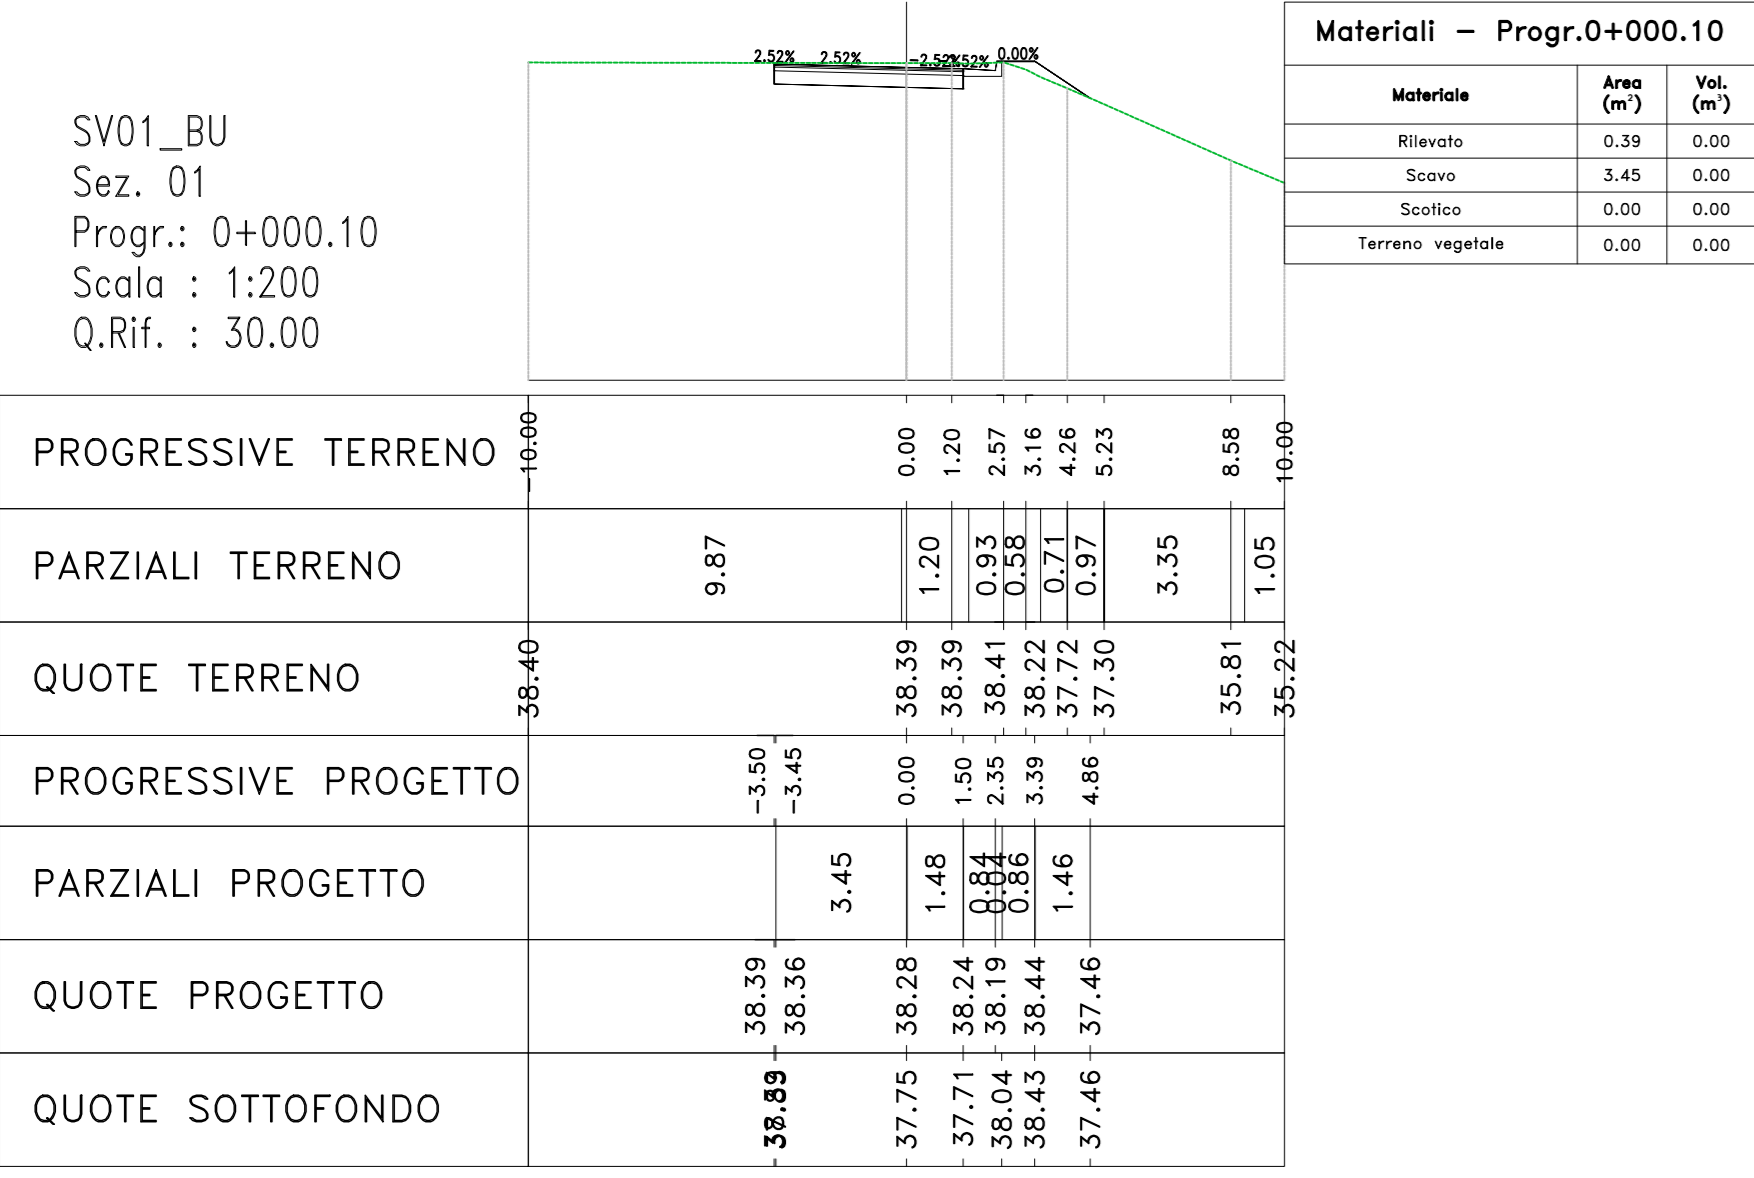 SV01_BU
Sez. 01
Progr.: 0+000.10
Scala : 1:200
Q.Rif. : 30.00
2.52% 2.52% 0.00%
Materiali – Progr.0+000.10
Materiale Area (m²) Vol. (m³)
Rilevato 0.39 0.00
Scavo 3.45 0.00
Scotico 0.00 0.00
Terreno vegetale 0.00 0.00
PROGRESSIVE TERRENO -10.00 0.00 1.20 2.57 3.16 4.26 5.23 8.58 10.00
PARZIALI TERRENO 9.87 1.20 0.93 0.58 0.71 0.97 3.35 1.05
QUOTE TERRENO 38.40 38.39 38.39 38.41 38.22 37.72 37.30 35.81 35.22
PROGRESSIVE PROGETTO -3.50 -3.45 0.00 1.50 2.35 3.39 4.86
PARZIALI PROGETTO 3.45 1.48 0.84 0.04 0.86 1.46
QUOTE PROGETTO 38.39 38.36 38.28 38.24 38.19 38.44 37.46
QUOTE SOTTOFONDO 37.75 37.71 38.04 38.43 37.46